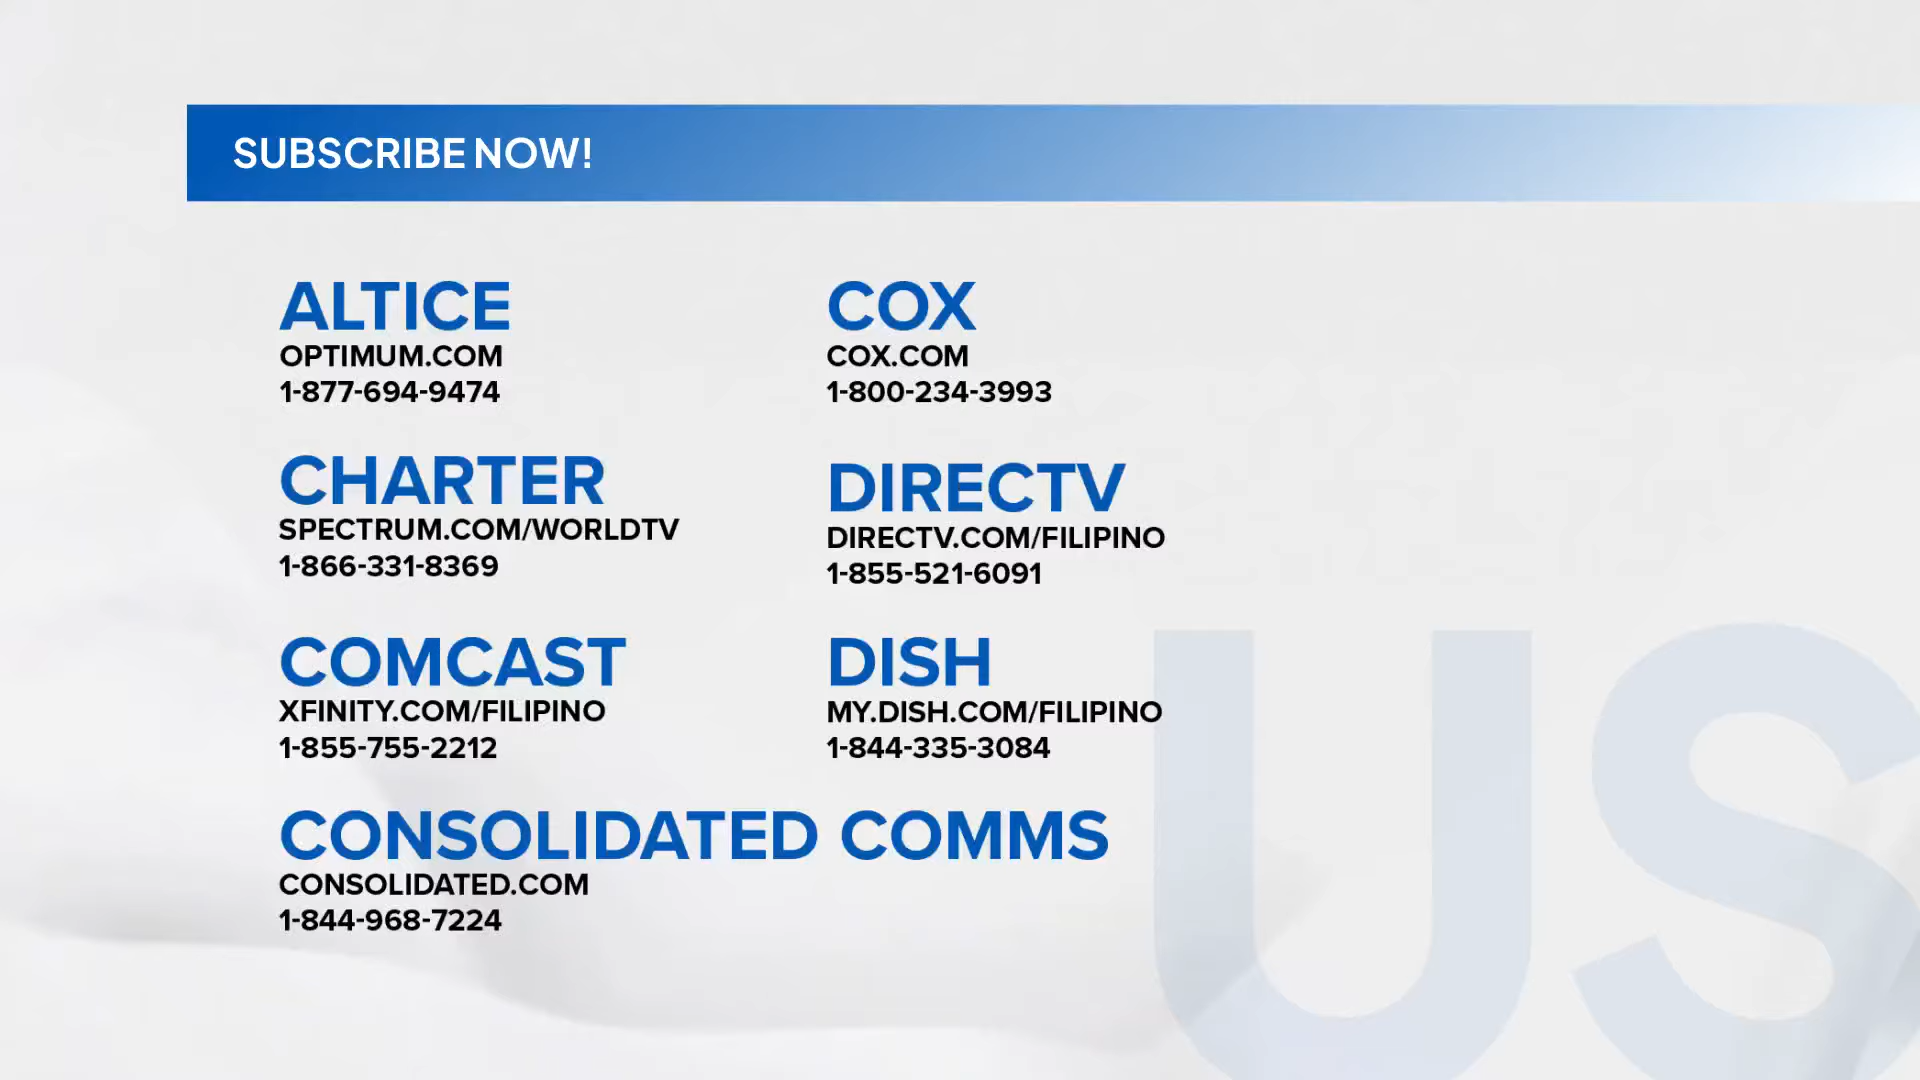 SUBSCRIBE NOW!
ALTICE
OPTIMUM.COM
1-877-694-9474
CHARTER
SPECTRUM.COM/WORLDTV
1-866-331-8369
COMCAST
XFINITY.COM/FILIPINO
1-855-755-2212
CONSOLIDATED COMMS
CONSOLIDATED.COM
1-844-968-7224
COX
COX.COM
1-800-234-3993
DIRECTV
DIRECTV.COM/FILIPINO
1-855-521-6091
DISH
MY.DISH.COM/FILIPINO
1-844-335-3084
US